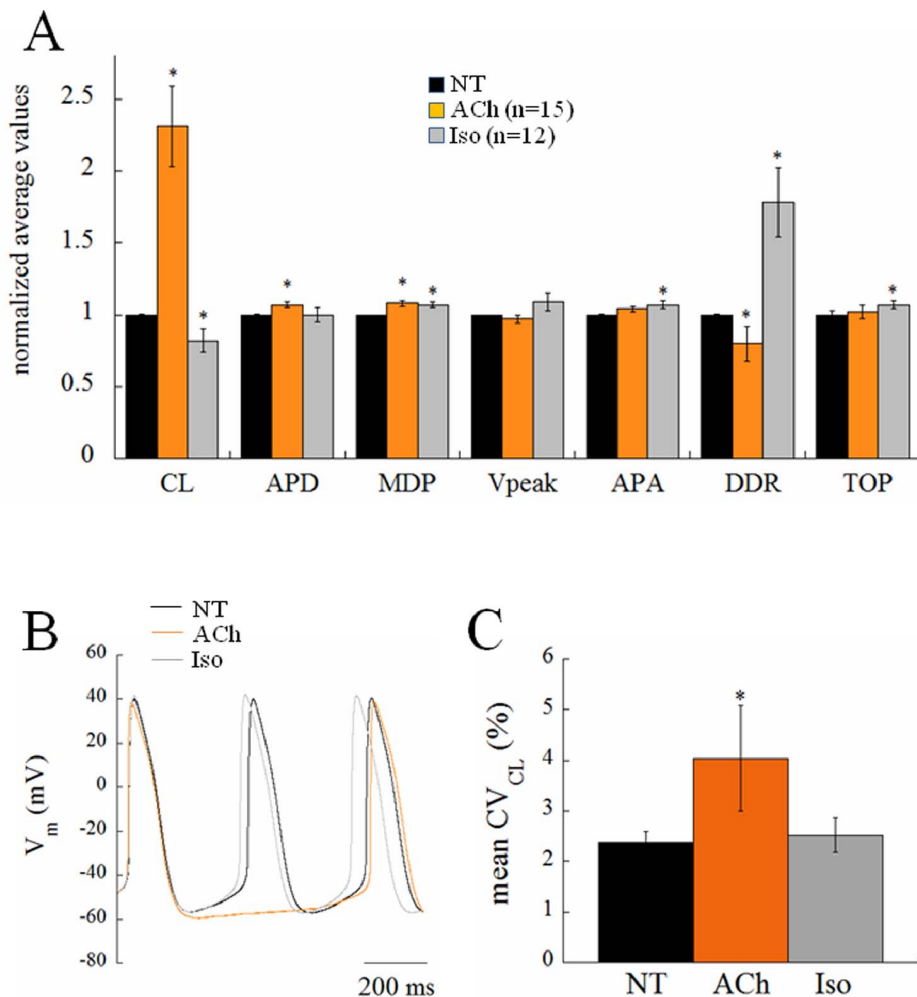 A
normalized average values
2.5
2
1.5
1
0.5
0
NT
ACh (n=15)
Iso (n=12)
*
*
*
*
*
*
*
*
*
CL APD MDP Vpeak APA DDR TOP
B
NT
ACh
Iso
Vm (mV)
60
40
20
0
-20
-40
-60
-80
200 ms
C
mean CVCL (%)
6
5
4
3
2
1
0
*
NT ACh Iso